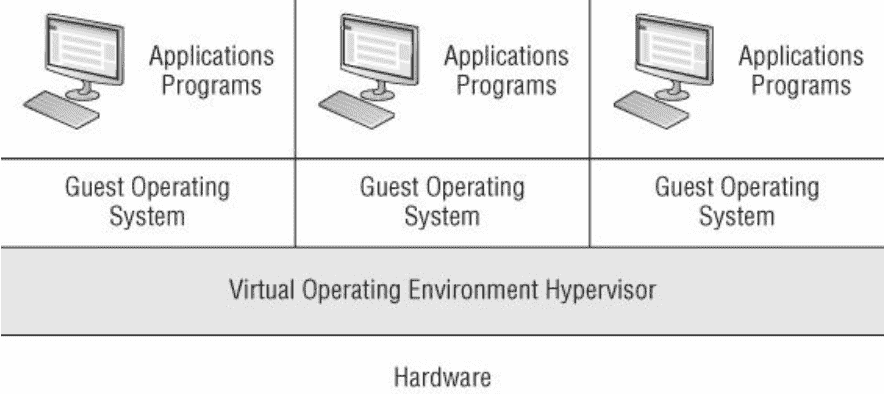 Applications
Programs
Applications
Programs
Applications
Programs
Guest Operating
System
Guest Operating
System
Guest Operating
System
Virtual Operating Environment Hypervisor
Hardware